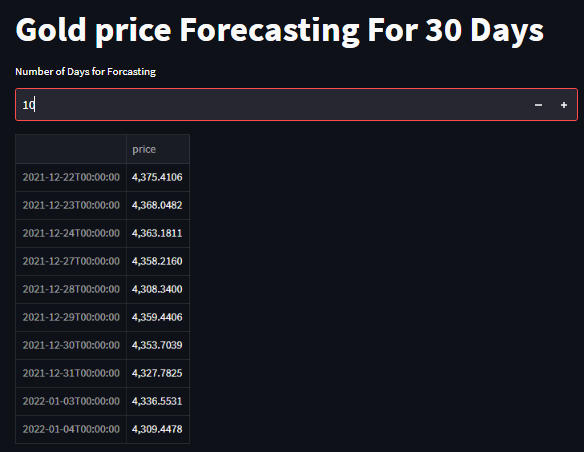 Gold price Forecasting For 30 Days
Number of Days for Forcasting
10
price
2021-12-22T00:00:00 4,375.4106
2021-12-23T00:00:00 4,368.0482
2021-12-24T00:00:00 4,363.1811
2021-12-27T00:00:00 4,358.2160
2021-12-28T00:00:00 4,308.3400
2021-12-29T00:00:00 4,359.4406
2021-12-30T00:00:00 4,353.7039
2021-12-31T00:00:00 4,327.7825
2022-01-03T00:00:00 4,336.5531
2022-01-04T00:00:00 4,309.4478